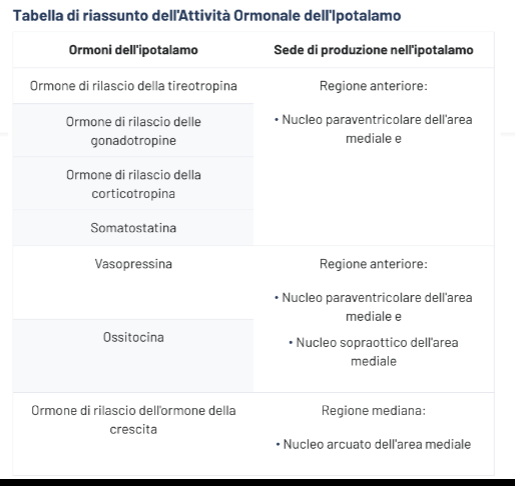 Tabella di riassunto dell'Attività Ormonale dell'Ipotalamo
Ormoni dell'ipotalamo
Sede di produzione nell'ipotalamo
Ormone di rilascio della tireotropina
Regione anteriore:
Ormone di rilascio delle
gonadotropine
• Nucleo paraventricolare dell'area
mediale e
Ormone di rilascio della
corticotropina
Somatostatina
Vasopressina
Regione anteriore:
• Nucleo paraventricolare dell'area
mediale e
Ossitocina
• Nucleo sopraottico dell'area
mediale
Ormone di rilascio dell'ormone della
crescita
Regione mediana:
• Nucleo arcuato dell'area mediale